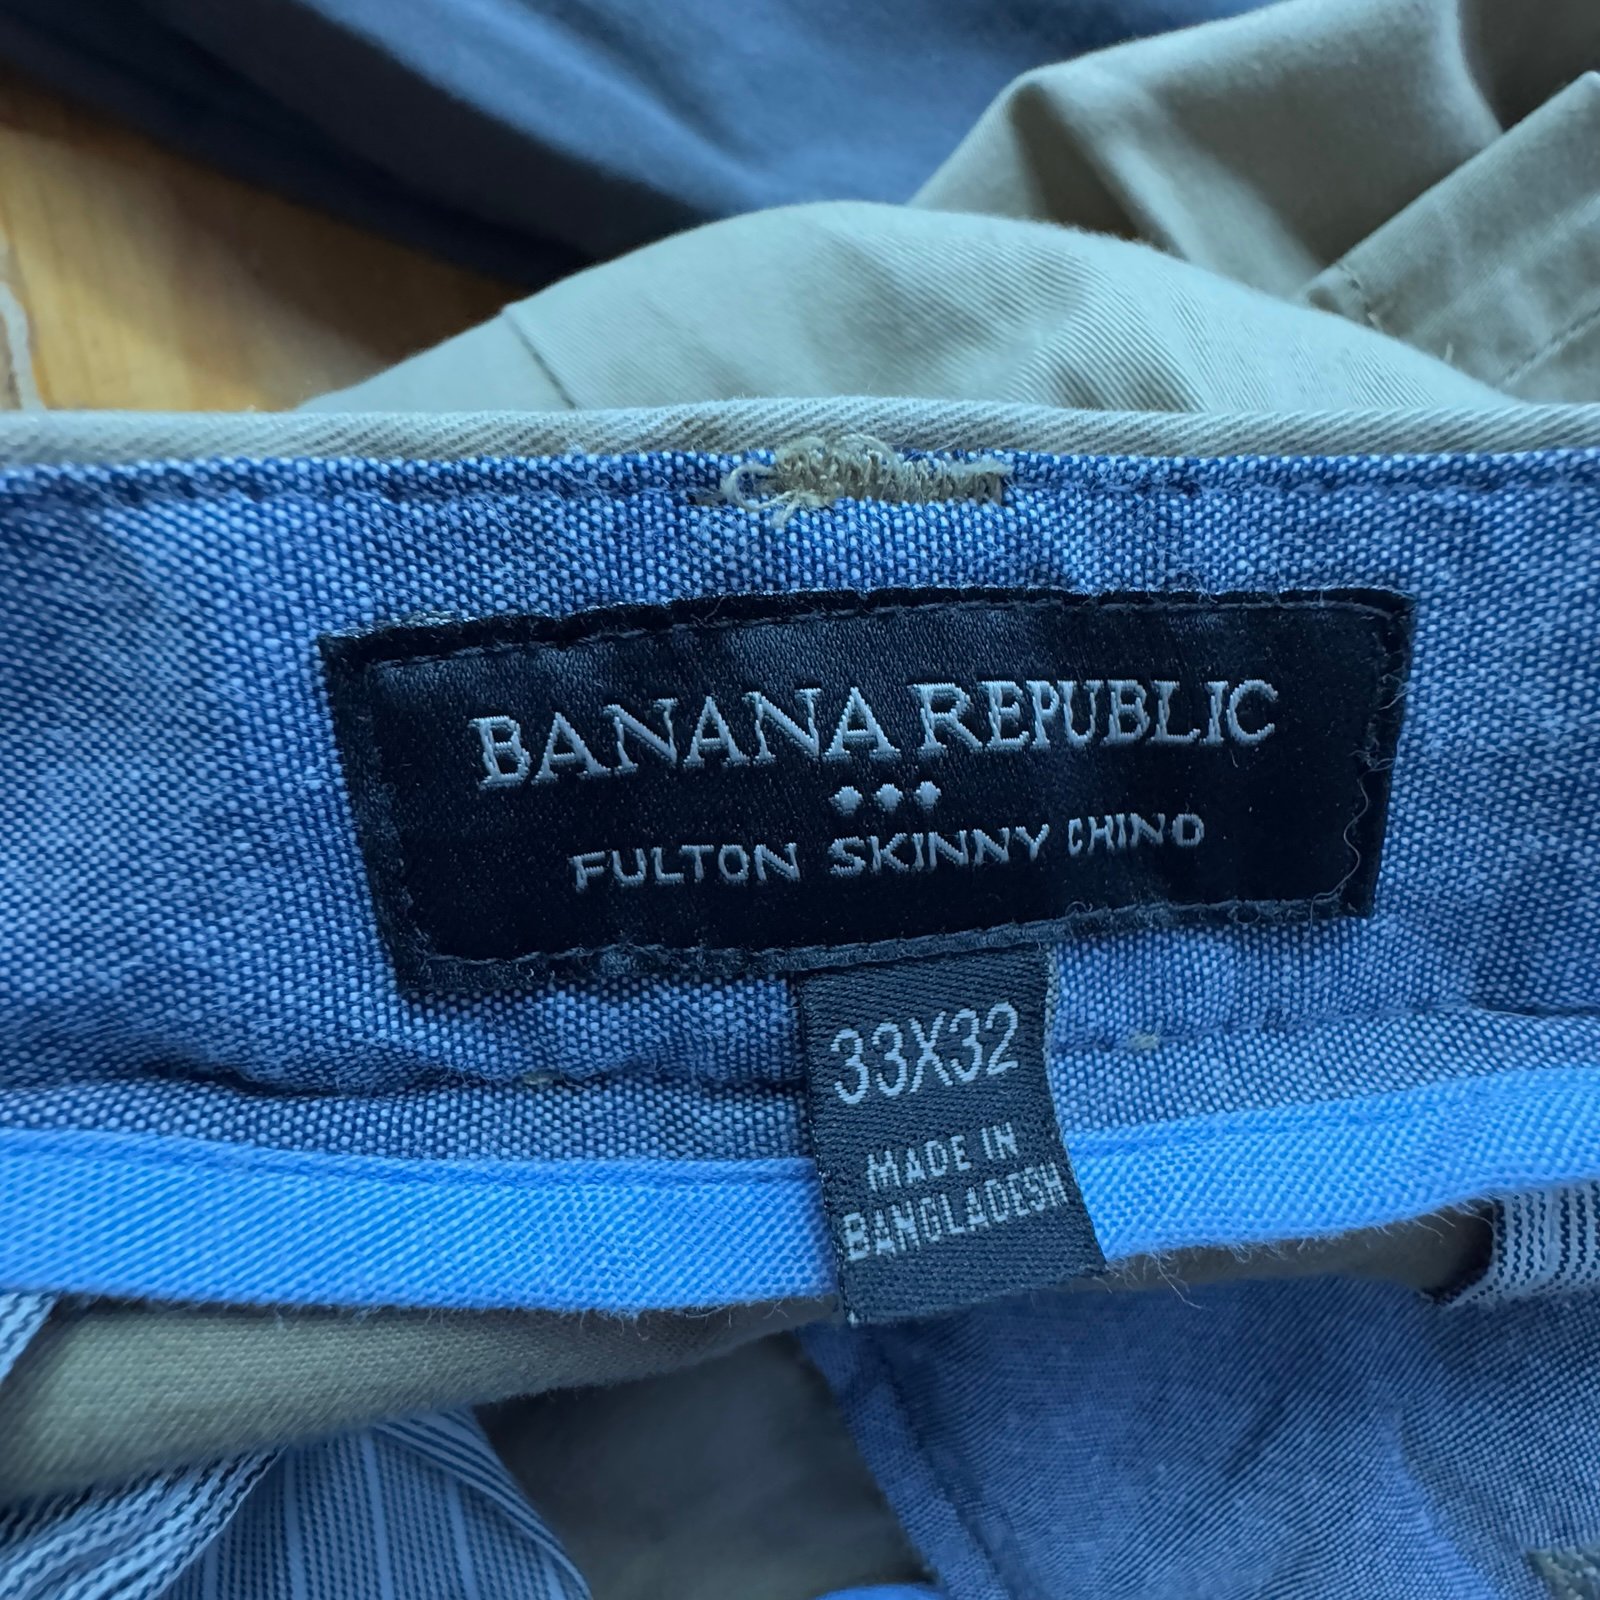 BANANA REPUBLIC
FULTON SKINNY CHINO
33X32
MADE IN
BANGLADESH